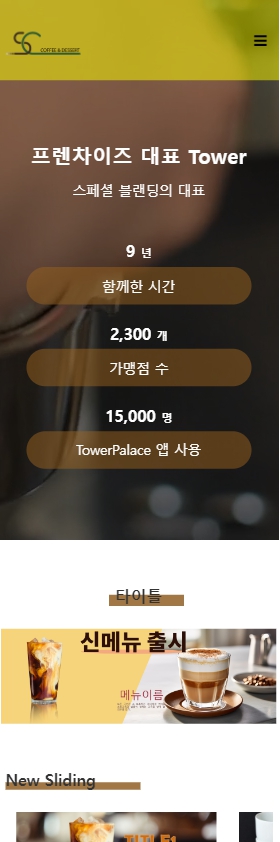 COFFEE & DESSERT
프렌차이즈 대표 Tower
스페셜 블랜딩의 대표
9 년
함께한 시간
2,300 개
가맹점 수
15,000 명
TowerPalace 앱 사용
타이틀
신메뉴 출시
메뉴이름
New Sliding